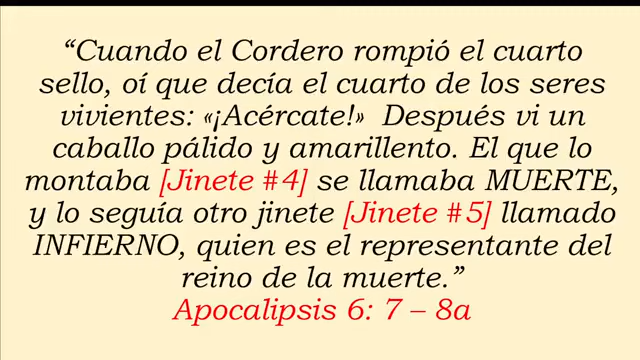 “Cuando el Cordero rompió el cuarto
sello, oí que decía el cuarto de los seres
vivientes: «¡Acércate!» Después vi un
caballo pálido y amarillento. El que lo
montaba [Jinete #4] se llamaba MUERTE,
y lo seguía otro jinete [Jinete #5] llamado
INFIERNO, quien es el representante del
reino de la muerte.”
Apocalipsis 6: 7 – 8a